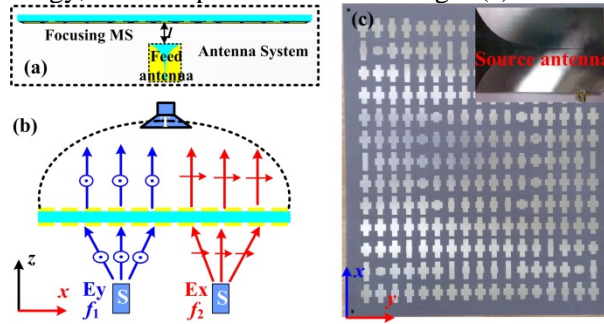 Focusing MS
l
Antenna System
Feed
antenna
(a)
(b)
z
x
Ey
f1
S
Ex
f2
S
(c)
Source antenna
x
y